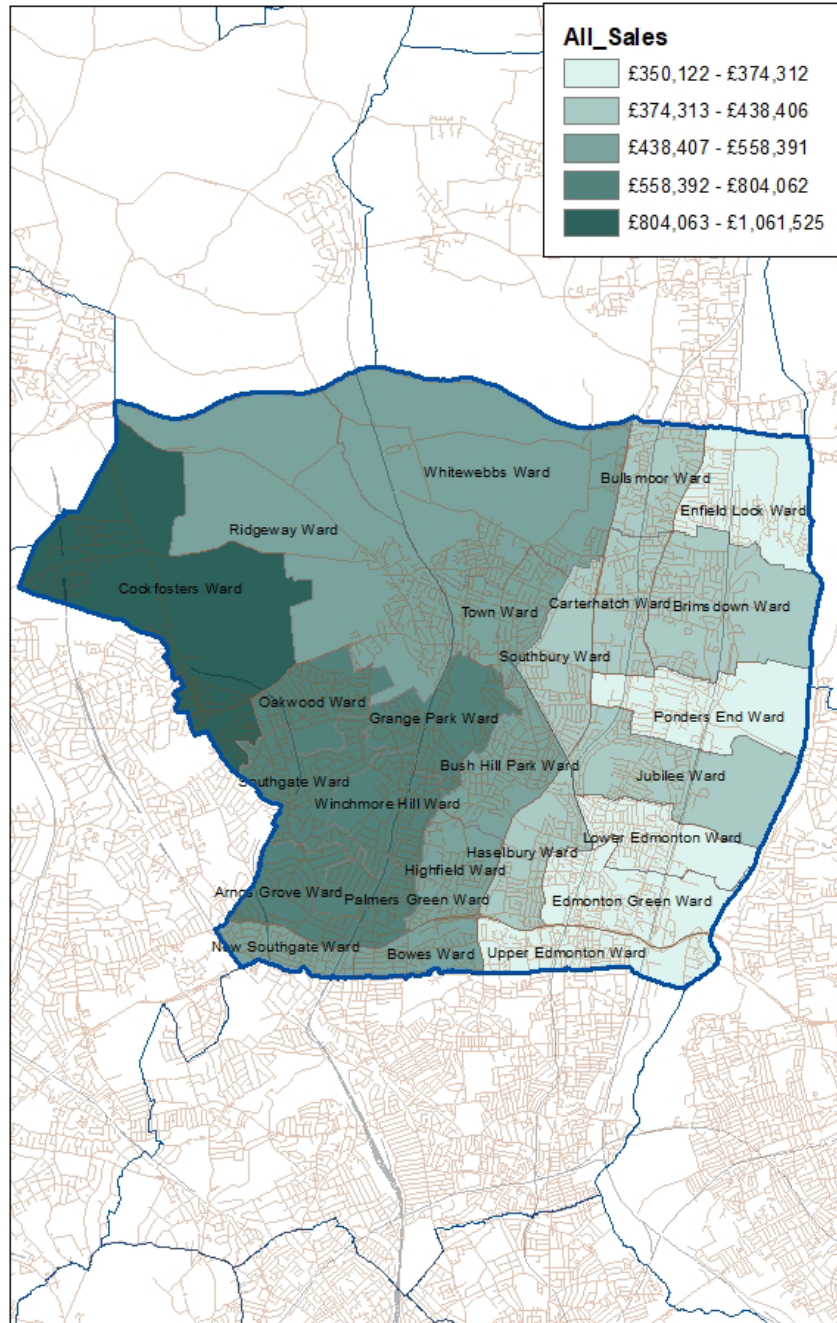 All_Sales
£350,122 - £374,312
£374,313 - £438,406
£438,407 - £558,391
£558,392 - £804,062
£804,063 - £1,061,525
Whitewebbs Ward
Bullsmoor Ward
Enfield Lock Ward
Ridgeway Ward
Cockfosters Ward
Town Ward
Carterhatch Ward
Brimsdown Ward
Southbury Ward
Oakwood Ward
Grange Park Ward
Ponders End Ward
Bush Hill Park Ward
Jubilee Ward
Southgate Ward
Winchmore Hill Ward
Lower Edmonton Ward
Haselbury Ward
Highfield Ward
Arnos Grove Ward
Palmers Green Ward
Edmonton Green Ward
New Southgate Ward
Bowes Ward
Upper Edmonton Ward